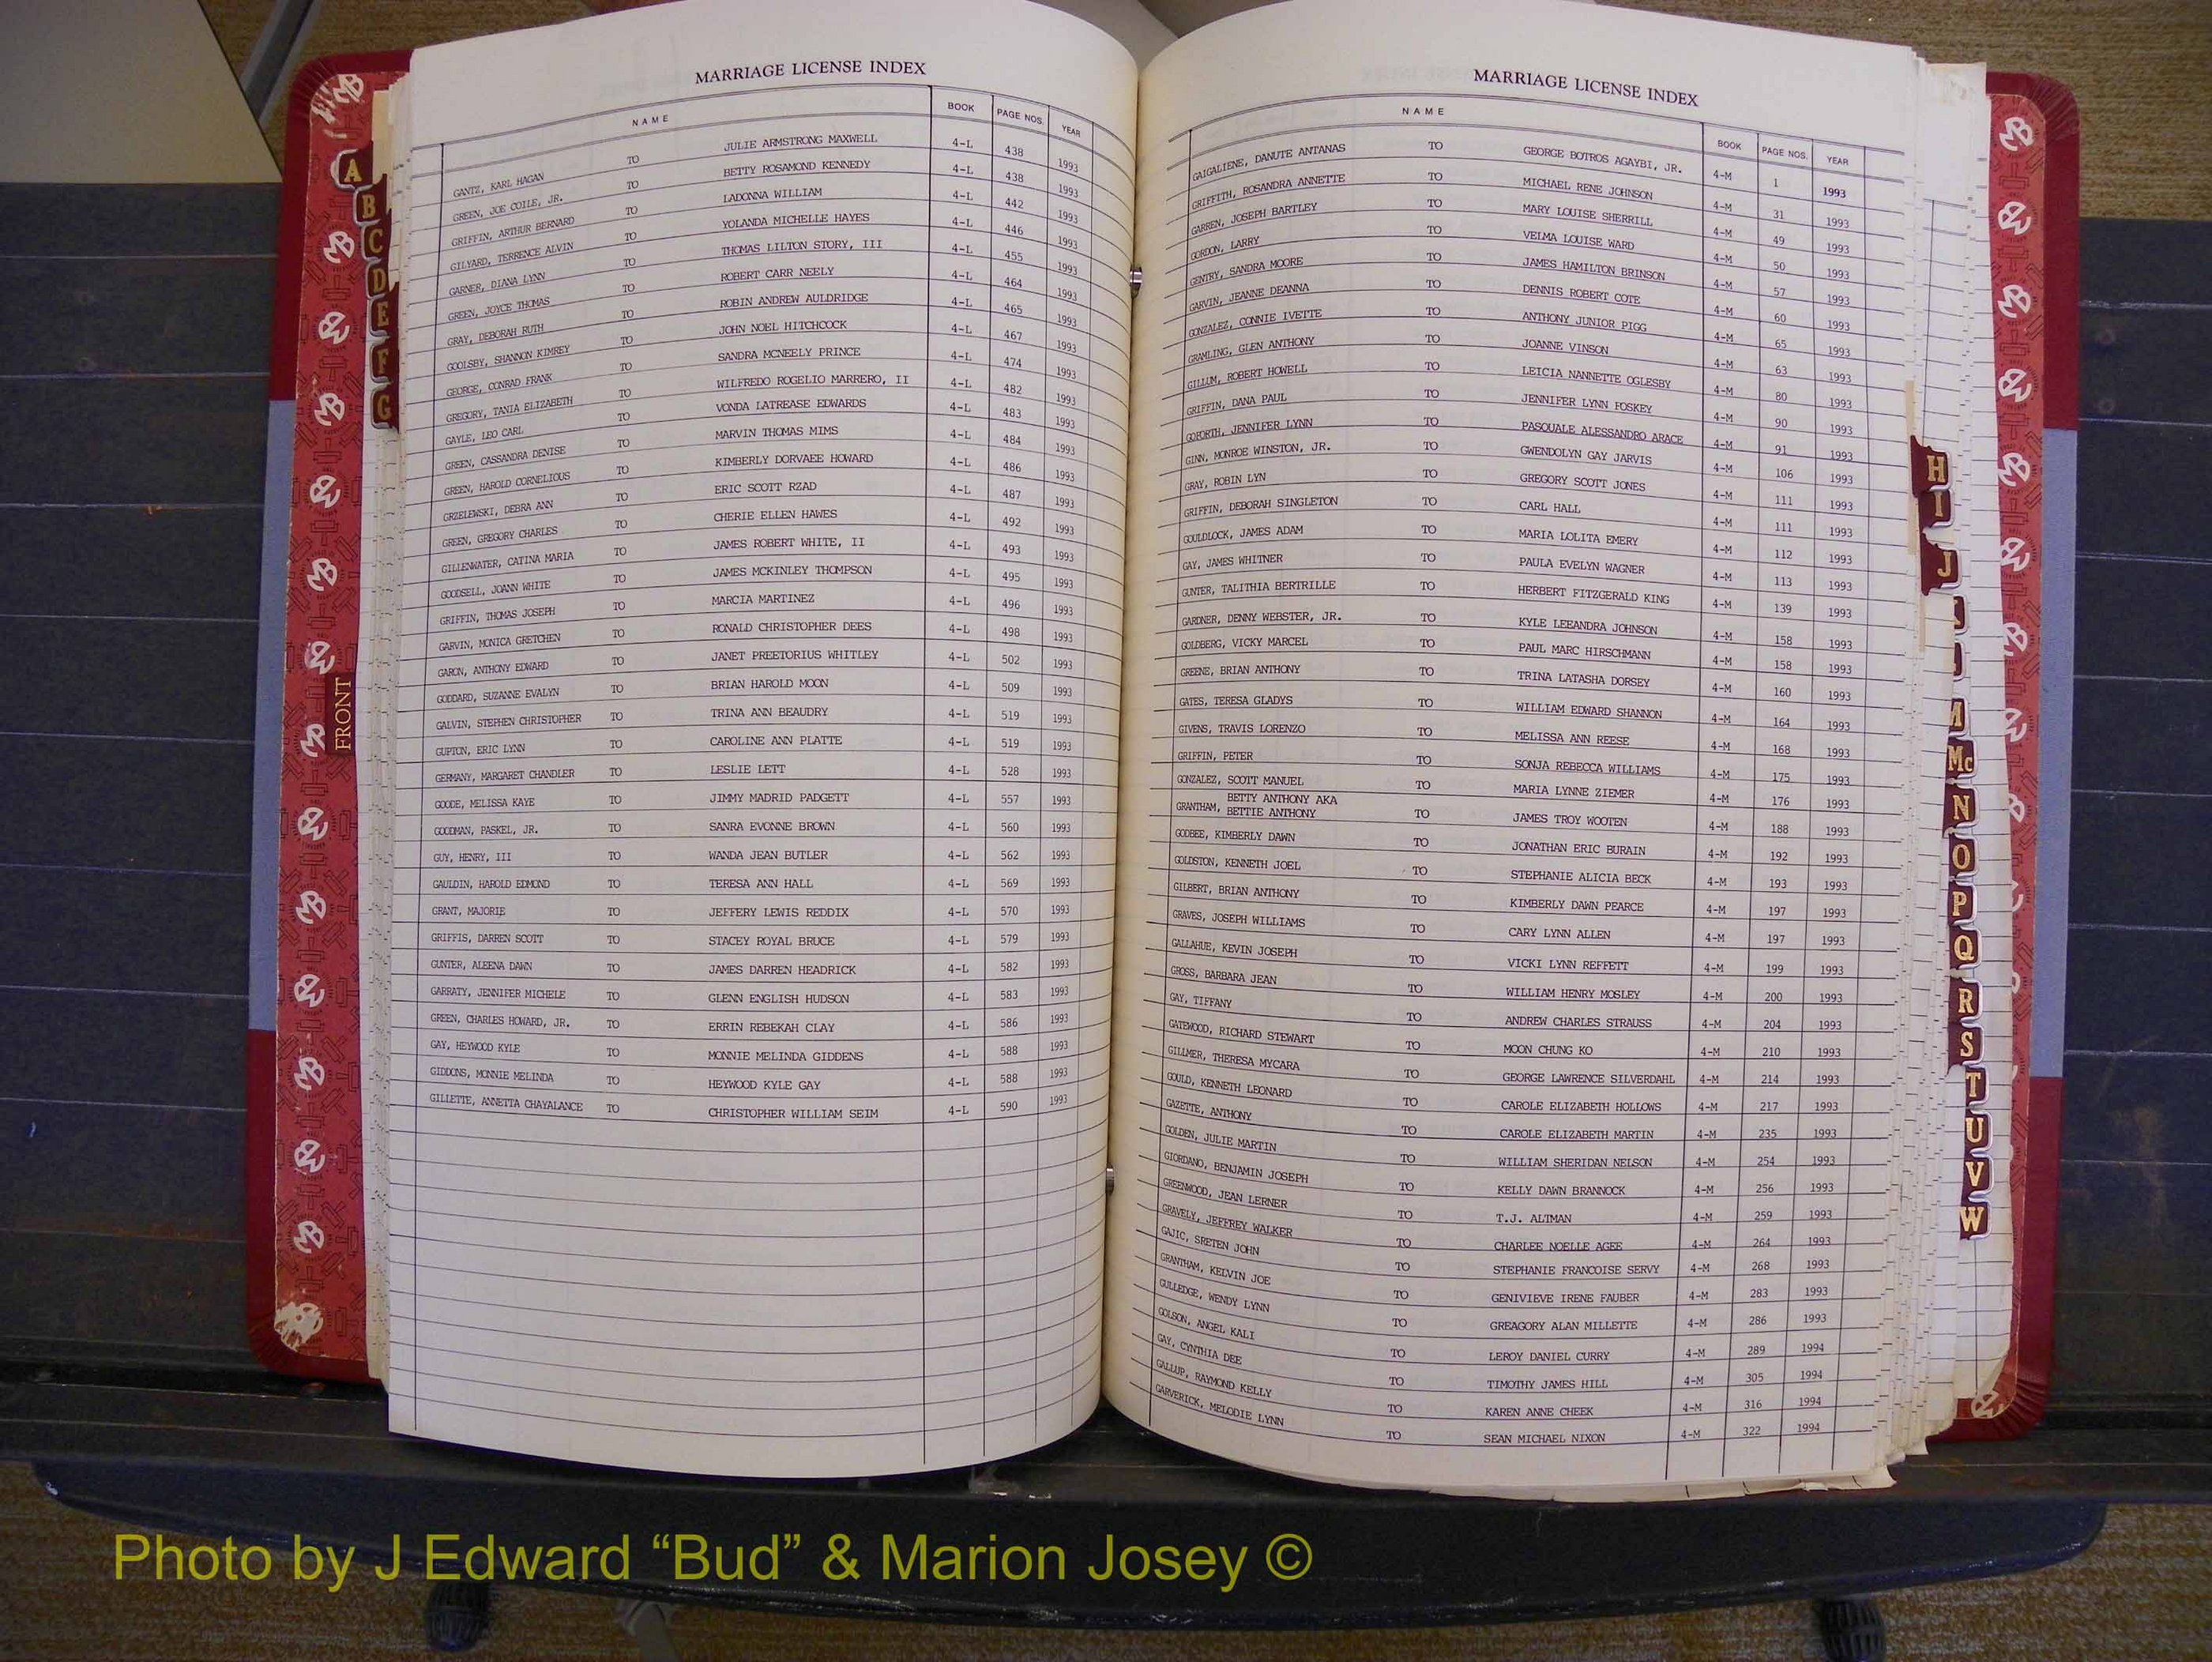 MARRIAGE LICENSE INDEX
NAME BOOK PAGE NOS. YEAR
GANTZ, KARL HAGAN TO JULIE ARMSTRONG MAXWELL 4-L 438 1993
GREEN, JOE COILE, JR. TO BETTY ROSAMOND KENNEDY 4-L 438 1993
GRIFFIN, ARTHUR BERNARD TO LADONNA WILLIAM 4-L 442 1993
GILYARD, TERRENCE ALVIN TO YOLANDA MICHELLE HAYES 4-L 446 1993
GARNER, DIANA LYNN TO THOMAS LILTON STORY, III 4-L 455 1993
GREEN, JOYCE THOMAS TO ROBERT CARR NEELY 4-L 464 1993
GRAY, DEBORAH RUTH TO ROBIN ANDREW AULDRIDGE 4-L 465 1993
GOOLSBY, SHANNON KIMREY TO JOHN NOEL HITCHCOCK 4-L 467 1993
GEORGE, CONRAD FRANK TO SANDRA MCNEELY PRINCE 4-L 474 1993
GREGORY, TANIA ELIZABETH TO WILFREDO ROGELIO MARRERO, II 4-L 482 1993
GAYLE, LEO CARL TO VONDA LATREASE EDWARDS 4-L 483 1993
GREEN, CASSANDRA DENISE TO MARVIN THOMAS MIMS 4-L 484 1993
GREEN, HAROLD CORNELIOUS TO KIMBERLY DORVAEE HOWARD 4-L 486 1993
GRZELEWSKI, DEBRA ANN TO ERIC SCOTT RZAD 4-L 487 1993
GREEN, GREGORY CHARLES TO CHERIE ELLEN HAWES 4-L 492 1993
GILLENWATER, CATINA MARIA TO JAMES ROBERT WHITE, II 4-L 493 1993
GOODSELL, JOANN WHITE TO JAMES MCKINLEY THOMPSON 4-L 495 1993
GRIFFIN, THOMAS JOSEPH TO MARCIA MARTINEZ 4-L 496 1993
GARVIN, MONICA GRETCHEN TO RONALD CHRISTOPHER DEES 4-L 498 1993
GARON, ANTHONY EDWARD TO JANET PREETORIUS WHITLEY 4-L 502 1993
GODDARD, SUZANNE EVALYN TO BRIAN HAROLD MOON 4-L 509 1993
GALVIN, STEPHEN CHRISTOPHER TO TRINA ANN BEAUDRY 4-L 519 1993
GUPTON, ERIC LYNN TO CAROLINE ANN PLATTE 4-L 519 1993
GERMANY, MARGARET CHANDLER TO LESLIE LETT 4-L 528 1993
GOODE, MELISSA KAYE TO JIMMY MADRID PADGETT 4-L 557 1993
GOODMAN, PASKEL, JR. TO SANRA EVONNE BROWN 4-L 560 1993
GUY, HENRY, III TO WANDA JEAN BUTLER 4-L 562 1993
GAULDIN, HAROLD EDMOND TO TERESA ANN HALL 4-L 569 1993
GRANT, MAJORIE TO JEFFERY LEWIS REDDIX 4-L 570 1993
GRIFFIS, DARREN SCOTT TO STACEY ROYAL BRUCE 4-L 579 1993
GUNTER, ALEENA DAWN TO JAMES DARREN HEADRICK 4-L 582 1993
GARRATY, JENNIFER MICHELE TO GLENN ENGLISH HUDSON 4-L 583 1993
GREEN, CHARLES HOWARD, JR. TO ERRIN REBEKAH CLAY 4-L 586 1993
GAY, HEYWOOD KYLE TO MONNIE MELINDA GIDDENS 4-L 588 1993
GIDDONS, MONNIE MELINDA TO HEYWOOD KYLE GAY 4-L 588 1993
GILLETTE, ANNETTA CHAYALANCE TO CHRISTOPHER WILLIAM SEIM 4-L 590 1993
MARRIAGE LICENSE INDEX
NAME BOOK PAGE NOS. YEAR
GAIGALIENE, DANUTE ANTANAS TO GEORGE BOTROS AGAYBI, JR. 4-M 1 1993
GRIFFITH, ROSANDRA ANNETTE TO MICHAEL RENE JOHNSON 4-M 31 1993
GARREN, JOSEPH BARTLEY TO MARY LOUISE SHERRILL 4-M 49 1993
GORDON, LARRY TO VELMA LOUISE WARD 4-M 50 1993
GENTRY, SANDRA MOORE TO JAMES HAMILTON BRINSON 4-M 57 1993
GARVIN, JEANNE DEANNA TO DENNIS ROBERT COTE 4-M 60 1993
GONZALEZ, CONNIE IVETTE TO ANTHONY JUNIOR PIGG 4-M 65 1993
GRAMLING, GLEN ANTHONY TO JOANNE VINSON 4-M 63 1993
GILLUM, ROBERT HOWELL TO LEICIA NANNETTE OGLESBY 4-M 80 1993
GRIFFIN, DANA PAUL TO JENNIFER LYNN FOSKEY 4-M 90 1993
GOFORTH, JENNIFER LYNN TO PASQUALE ALESSANDRO ARACE 4-M 91 1993
GINN, MONROE WINSTON, JR. TO GWENDOLYN GAY JARVIS 4-M 106 1993
GRAY, ROBIN LYN TO GREGORY SCOTT JONES 4-M 111 1993
GRIFFIN, DEBORAH SINGLETON TO CARL HALL 4-M 111 1993
GOULDLOCK, JAMES ADAM TO MARIA LOLITA EMERY 4-M 112 1993
GAY, JAMES WHITNER TO PAULA EVELYN WAGNER 4-M 113 1993
GUNTER, TALITHIA BERTRILLE TO HERBERT FITZGERALD KING 4-M 139 1993
GARDNER, DENNY WEBSTER, JR. TO KYLE LEEANDRA JOHNSON 4-M 158 1993
GOLDBERG, VICKY MARCEL TO PAUL MARC HIRSCHMANN 4-M 158 1993
GREENE, BRIAN ANTHONY TO TRINA LATASHA DORSEY 4-M 160 1993
GATES, TERESA GLADYS TO WILLIAM EDWARD SHANNON 4-M 164 1993
GIVENS, TRAVIS LORENZO TO MELISSA ANN REESE 4-M 168 1993
GRIFFIN, PETER TO SONJA REBECCA WILLIAMS 4-M 175 1993
GONZALEZ, SCOTT MANUEL TO MARIA LYNNE ZIEMER 4-M 176 1993
GRANTHAM, BETTY ANTHONY AKA
BETTIE ANTHONY TO JAMES TROY WOOTEN 4-M 188 1993
GODBEE, KIMBERLY DAWN TO JONATHAN ERIC BURAIN 4-M 192 1993
GOLDSTON, KENNETH JOEL TO STEPHANIE ALICIA BECK 4-M 193 1993
GILBERT, BRIAN ANTHONY TO KIMBERLY DAWN PEARCE 4-M 197 1993
GRAVES, JOSEPH WILLIAMS TO CARY LYNN ALLEN 4-M 197 1993
GALLAHUE, KEVIN JOSEPH TO VICKI LYNN REFFETT 4-M 199 1993
GROSS, BARBARA JEAN TO WILLIAM HENRY MOSLEY 4-M 200 1993
GAY, TIFFANY TO ANDREW CHARLES STRAUSS 4-M 204 1993
GATEWOOD, RICHARD STEWART TO MOON CHUNG KO 4-M 210 1993
GILLMER, THERESA MYCARA TO GEORGE LAWRENCE SILVERDAHL 4-M 214 1993
GOULD, KENNETH LEONARD TO CAROLE ELIZABETH HOLLOWS 4-M 217 1993
GAZETTE, ANTHONY TO CAROLE ELIZABETH MARTIN 4-M 235 1993
GOLDEN, JULIE MARTIN TO WILLIAM SHERIDAN NELSON 4-M 254 1993
GIORDANO, BENJAMIN JOSEPH TO KELLY DAWN BRANNOCK 4-M 256 1993
GREENWOOD, JEAN LERNER TO T.J. ALTMAN 4-M 259 1993
GRAVELY, JEFFREY WALKER TO CHARLEE NOELLE AGEE 4-M 264 1993
GAJIC, SRETEN JOHN TO STEPHANIE FRANCOISE SERVY 4-M 268 1993
GRANTHAM, KELVIN JOE TO GENIVIEVE IRENE FAUBER 4-M 283 1993
GULLEDGE, WENDY LYNN TO GREAGORY ALAN MILLETTE 4-M 286 1993
GOLSON, ANGEL KALI TO LEROY DANIEL CURRY 4-M 289 1994
GAY, CYNTHIA DEE TO TIMOTHY JAMES HILL 4-M 305 1994
GALLUP, RAYMOND KELLY TO KAREN ANNE CHEEK 4-M 316 1994
GARVERICK, MELODIE LYNN TO SEAN MICHAEL NIXON 4-M 322 1994
A
B
C
D
E
F
G
FRONT
H
I
J
M
Mc
N
O
P
Q
R
S
T
U
V
W
Photo by J Edward “Bud” & Marion Josey ©